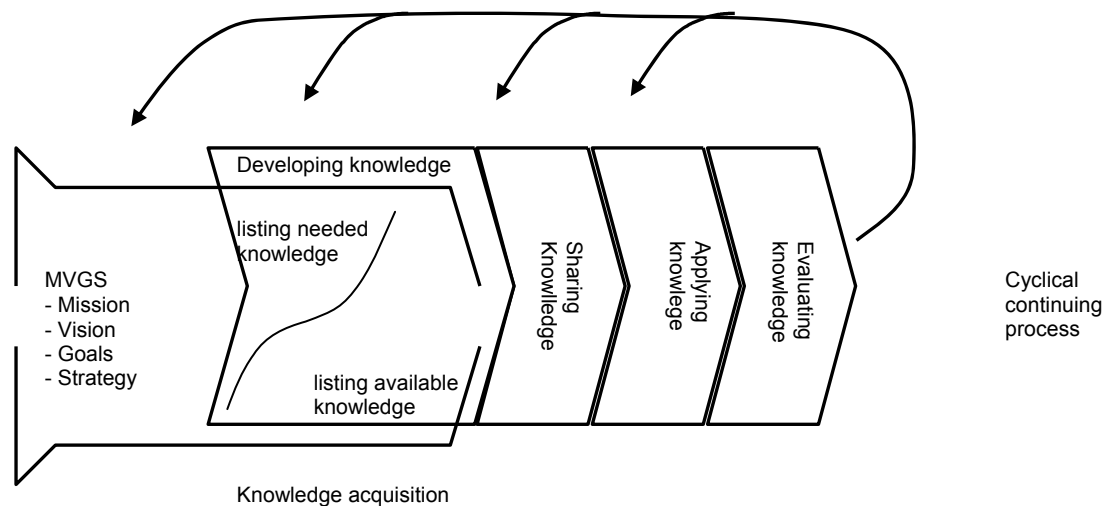 Developing knowledge
listing needed
knowledge
MVGS
- Mission
- Vision
- Goals
- Strategy
listing available
knowledge
Sharing
Knowlledge
Applying
knowlege
Evaluating
knowledge
Cyclical
continuing
process
Knowledge acquisition